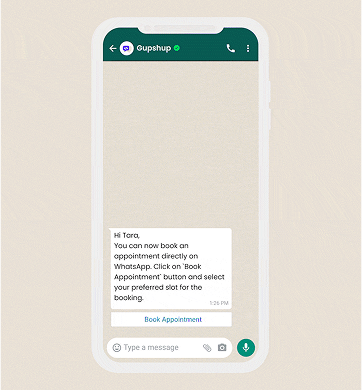 Gupshup
Hi Tara,
You can now book an
appointment directly on
WhatsApp. Click on 'Book
Appointment' button and select
your preferred slot for the
booking.
1:26 PM
Book Appointment
Type a message